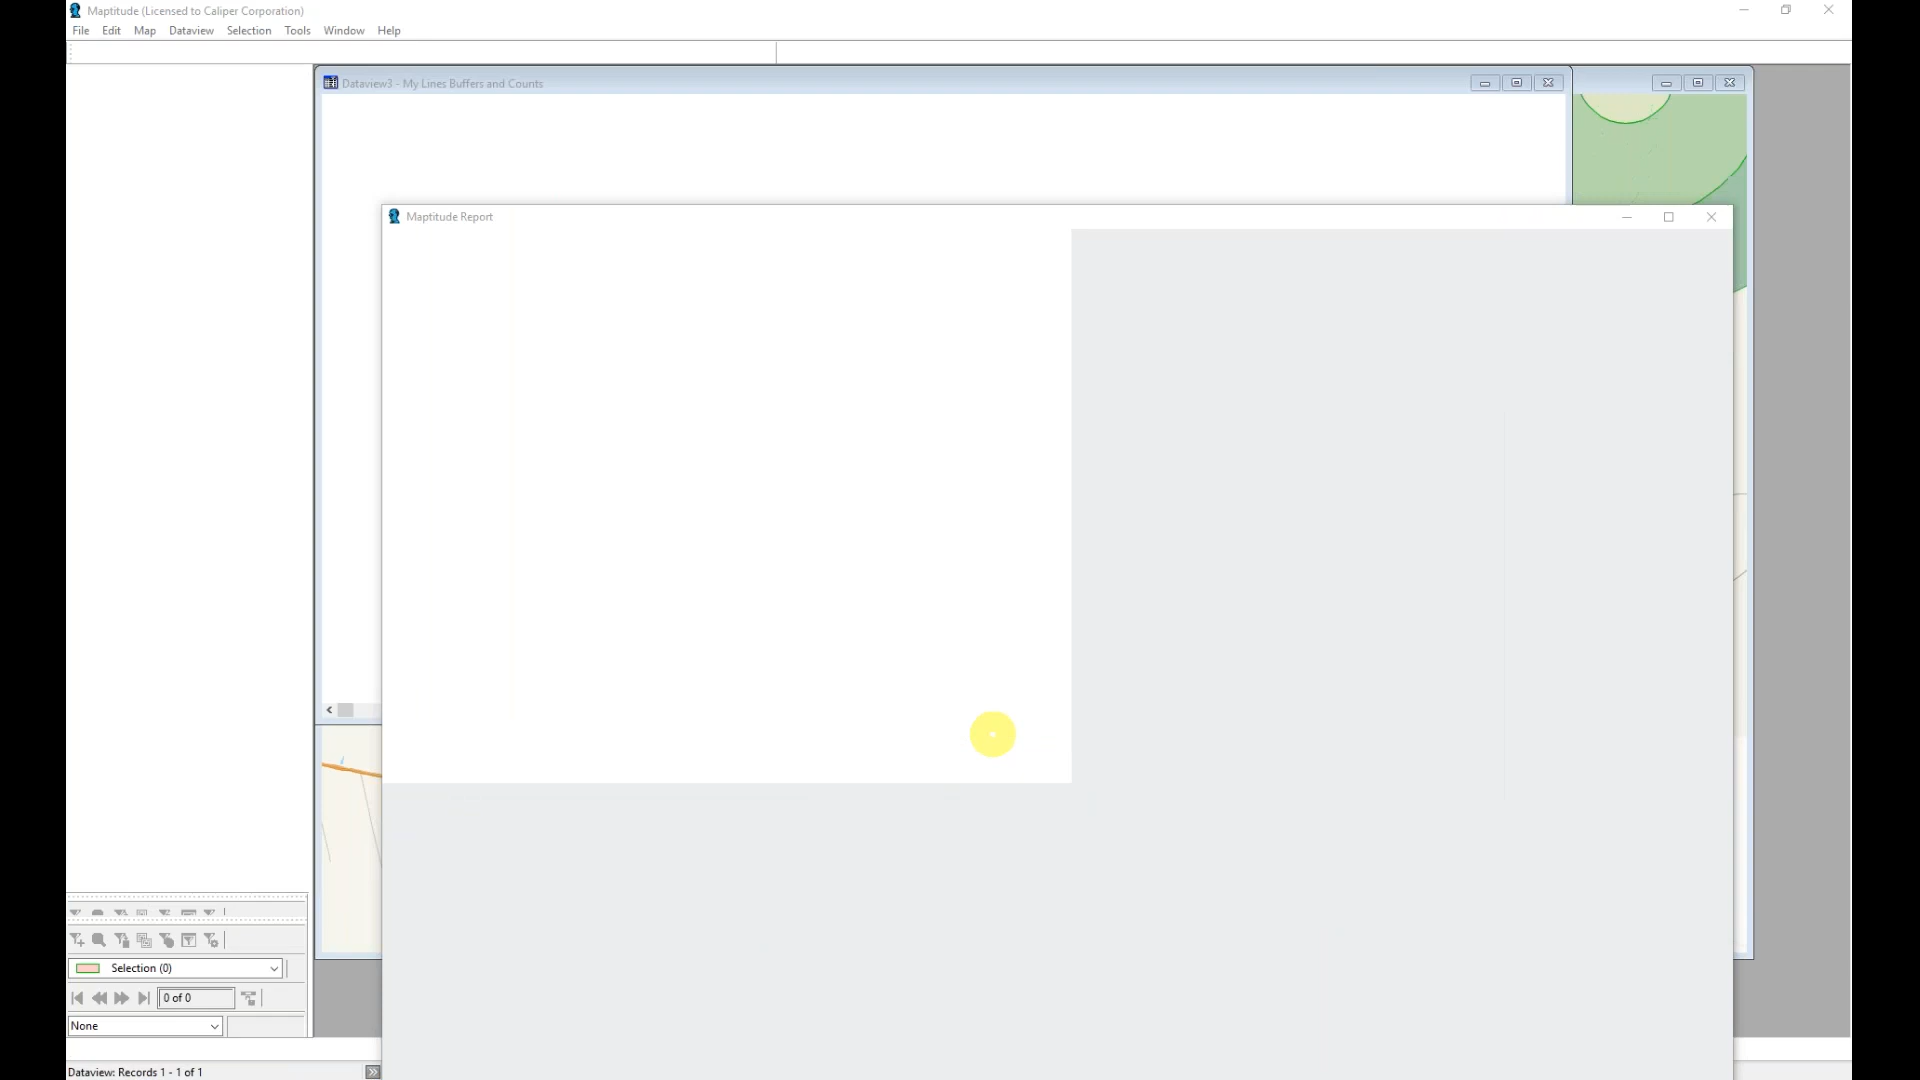 Maptitude (Licensed to Caliper Corporation)
File Edit Map Dataview Selection Tools Window Help
Dataview3 - My Lines Buffers and Counts
Maptitude Report
Selection (0)
0 of 0
None
Dataview: Records 1 - 1 of 1